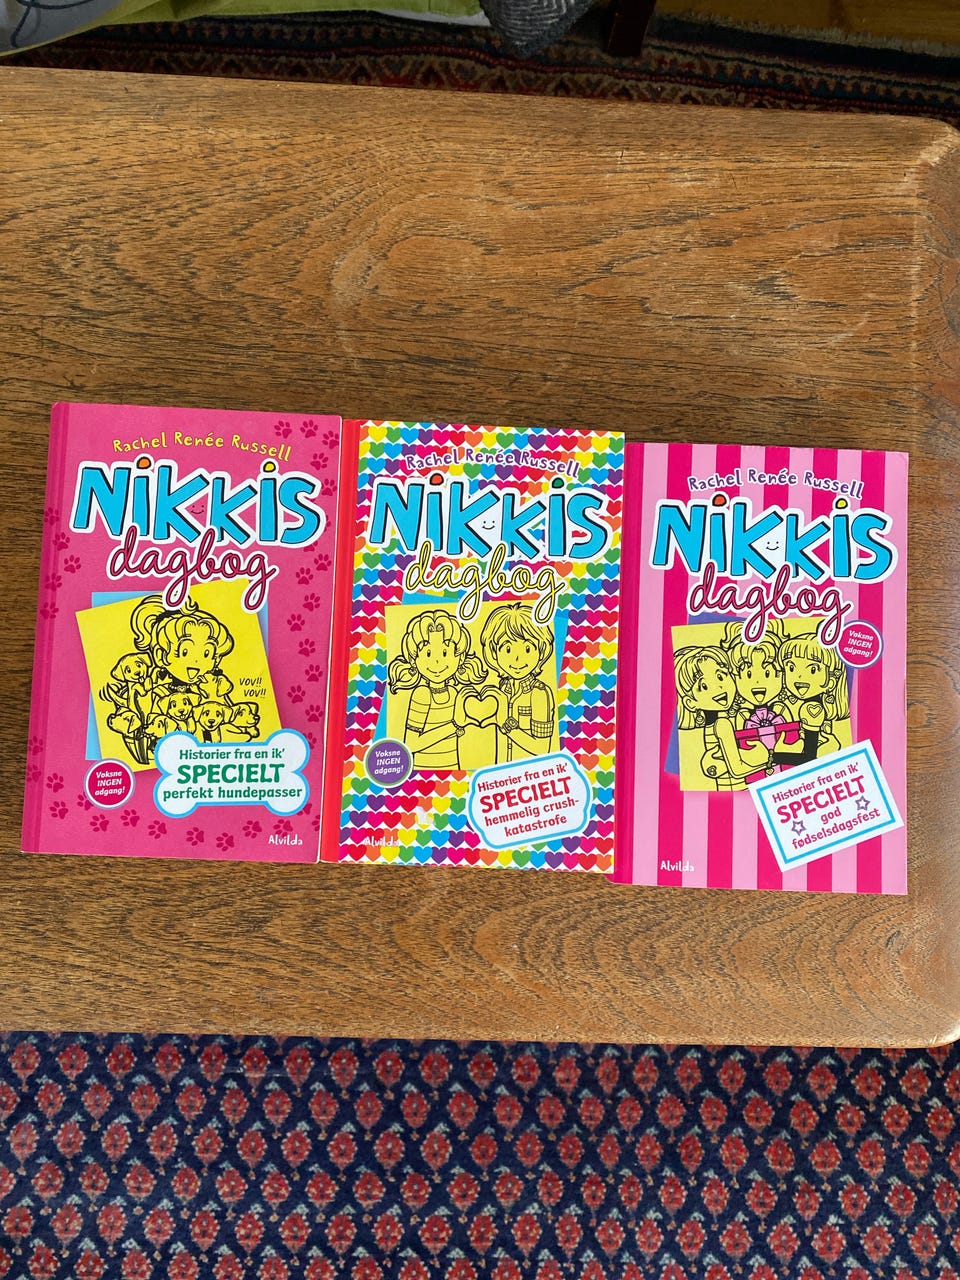 Rachel Renée Russell
NiKKiS
dagbog
VOV!!
VOV!!
Voksne
INGEN
adgang!
Historier fra en ik'
SPECIELT
perfekt hundepasser
Alvilda
Rachel Renée Russell
NiKKiS
dagbog
Voksne
INGEN
adgang!
Historier fra en ik'
SPECIELT
hemmelig crush-
katastrofe
Alvilda
Rachel Renée Russell
NiKKiS
dagbog
Voksne
INGEN
adgang!
Historier fra en ik'
SPECIELT
god
fødselsdagsfest
Alvilda